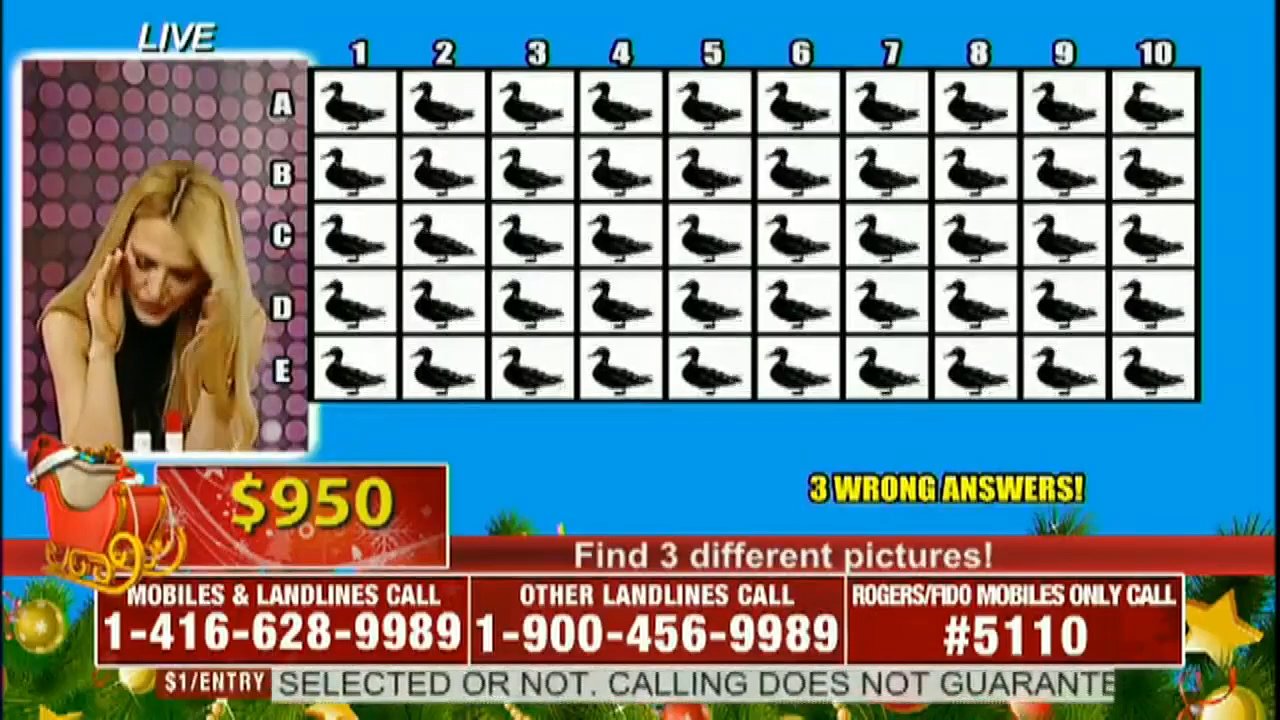 LIVE
1 2 3 4 5 6 7 8 9 10
A
B
C
D
E
3 WRONG ANSWERS!
$950
Find 3 different pictures!
MOBILES & LANDLINES CALL
1-416-628-9989
OTHER LANDLINES CALL
1-900-456-9989
ROGERS/FIDO MOBILES ONLY CALL
#5110
$1/ENTRY
SELECTED OR NOT. CALLING DOES NOT GUARANTE